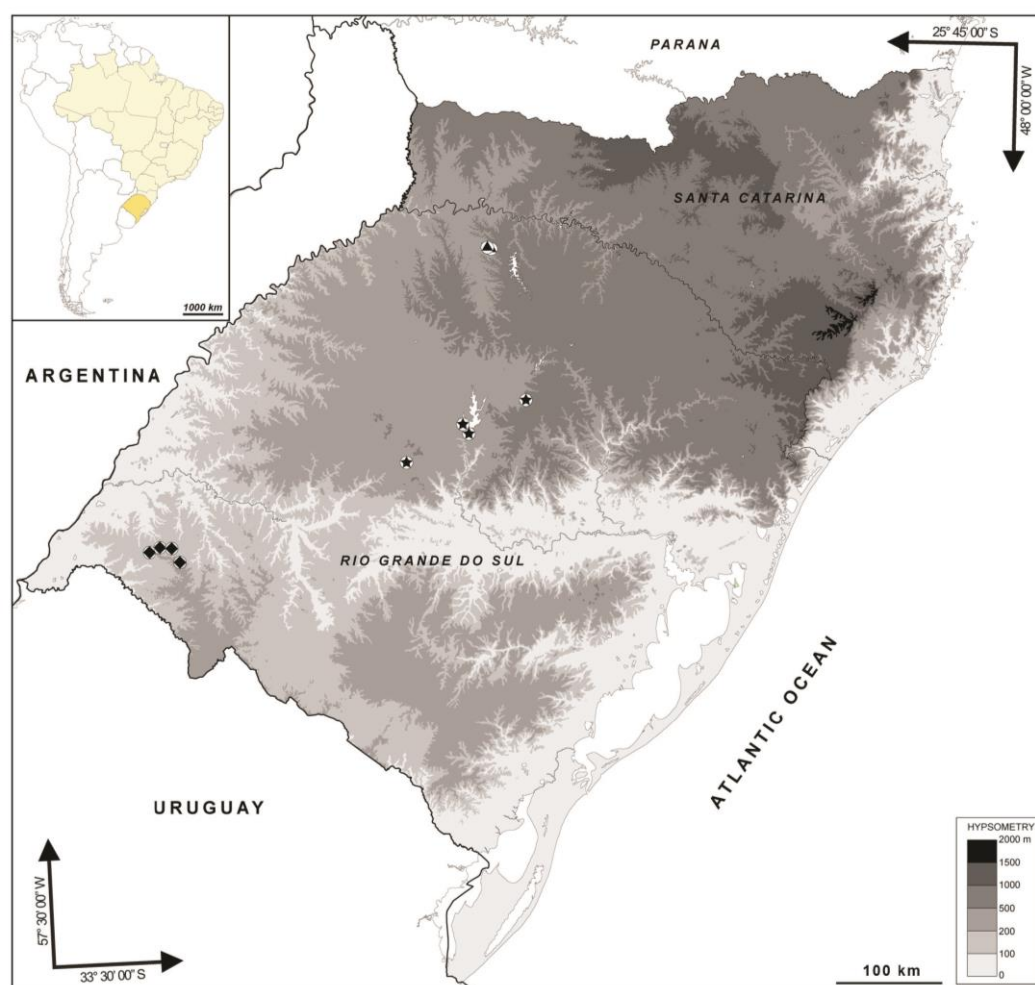 PARANA
25° 45' 00" S
48° 00' 00" W
SANTA CATARINA
1000 km
ARGENTINA
RIO GRANDE DO SUL
ATLANTIC OCEAN
URUGUAY
57° 30' 00" W
33° 30' 00" S
HYPSOMETRY
2000 m
1500
1000
500
200
100
0
100 km